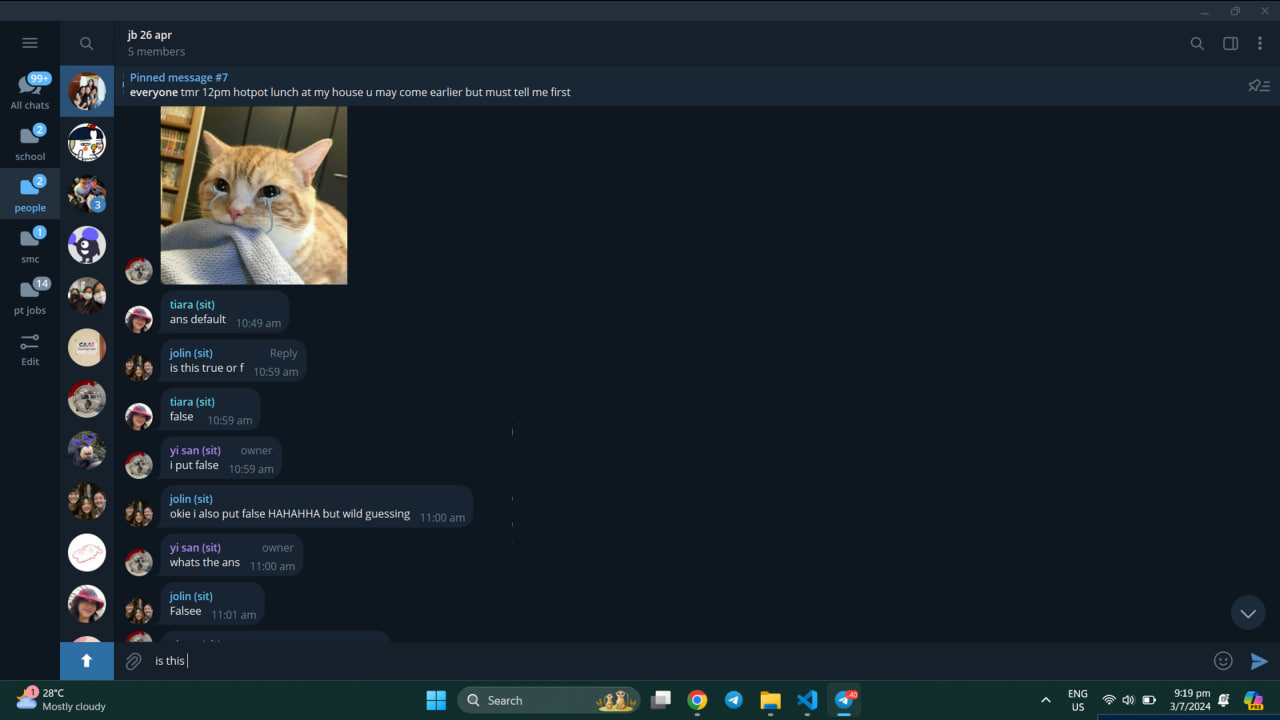 jb 26 apr
5 members
Pinned message #7
everyone tmr 12pm hotpot lunch at my house u may come earlier but must tell me first
99+
All chats
2
school
2
people
1
smc
14
pt jobs
Edit
3
tiara (sit)
ans default 10:49 am
jolin (sit) Reply
is this true or f 10:59 am
tiara (sit)
false 10:59 am
yi san (sit) owner
i put false 10:59 am
jolin (sit)
okie i also put false HAHAHHA but wild guessing 11:00 am
yi san (sit) owner
whats the ans 11:00 am
jolin (sit)
Falsee 11:01 am
is this
1
28°C
Mostly cloudy
Search
40
ENG
US
9:19 pm
3/7/2024
PRE